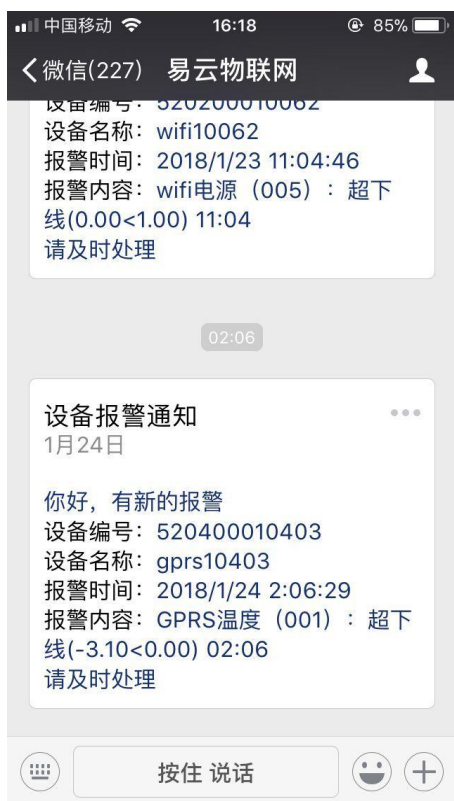 中国移动 16:18 85%
微信(227) 易云物联网
设备编号：520200010062
设备名称：wifi10062
报警时间：2018/1/23 11:04:46
报警内容：wifi电源（005）：超下
线(0.00<1.00) 11:04
请及时处理
02:06
设备报警通知
1月24日
你好，有新的报警
设备编号：520400010403
设备名称：gprs10403
报警时间：2018/1/24 2:06:29
报警内容：GPRS温度（001）：超下
线(-3.10<0.00) 02:06
请及时处理
按住 说话